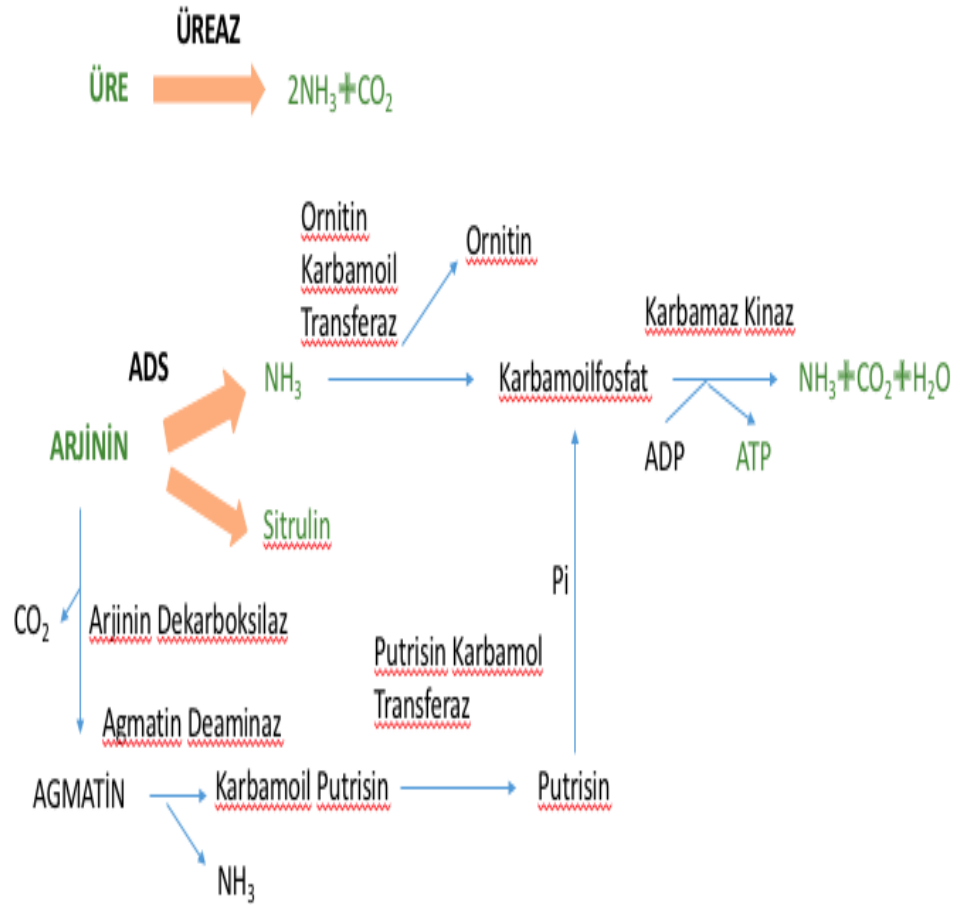 ÜREAZ
ÜRE
2NH₃+CO₂
Ornitin
Karbamoil
Transferaz
Ornitin
Karbamaz Kinaz
ADS
NH₃
Karbamoilfosfat
NH₃+CO₂+H₂O
ARJİNİN
ADP
ATP
Sitrulin
Pi
CO₂
Arjinin Dekarboksilaz
Putrisin Karbamol
Transferaz
Agmatin Deaminaz
AGMATİN
Karbamoil Putrisin
Putrisin
NH₃